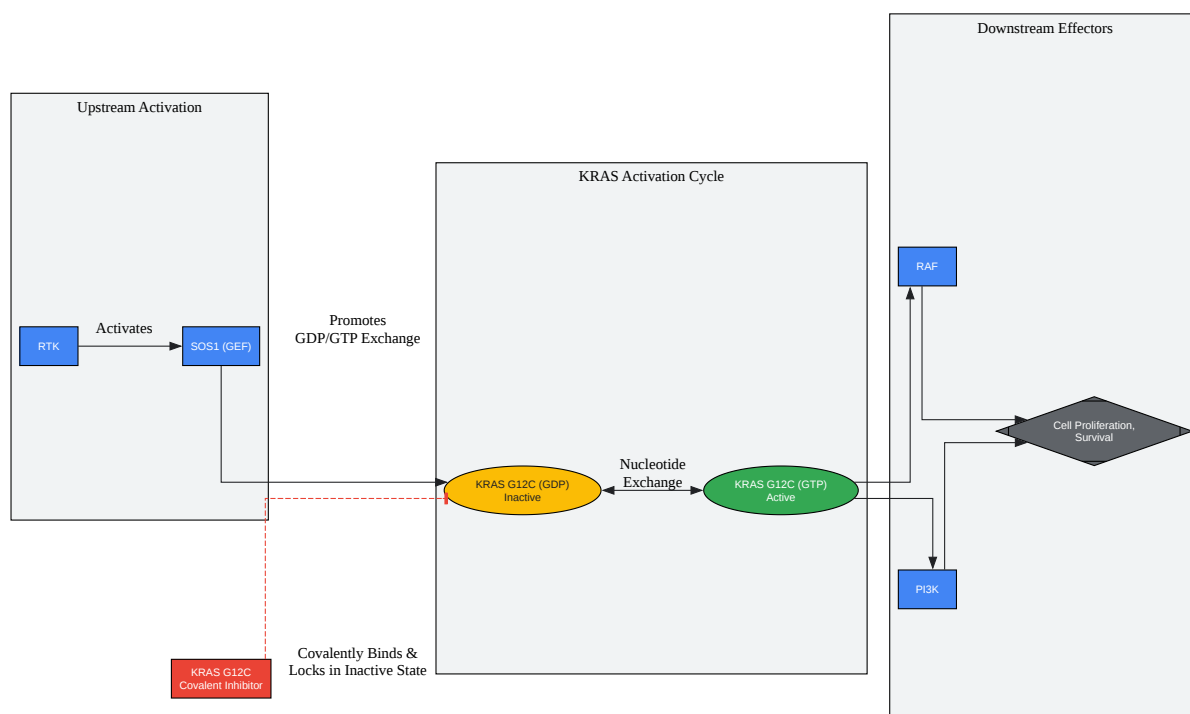 Downstream Effectors
Upstream Activation
KRAS Activation Cycle
RAF
Promotes
GDP/GTP Exchange
Activates
RTK
SOS1 (GEF)
Cell Proliferation,
Survival
Nucleotide
Exchange
KRAS G12C (GDP)
Inactive
KRAS G12C (GTP)
Active
PI3K
Covalently Binds &
Locks in Inactive State
KRAS G12C
Covalent Inhibitor